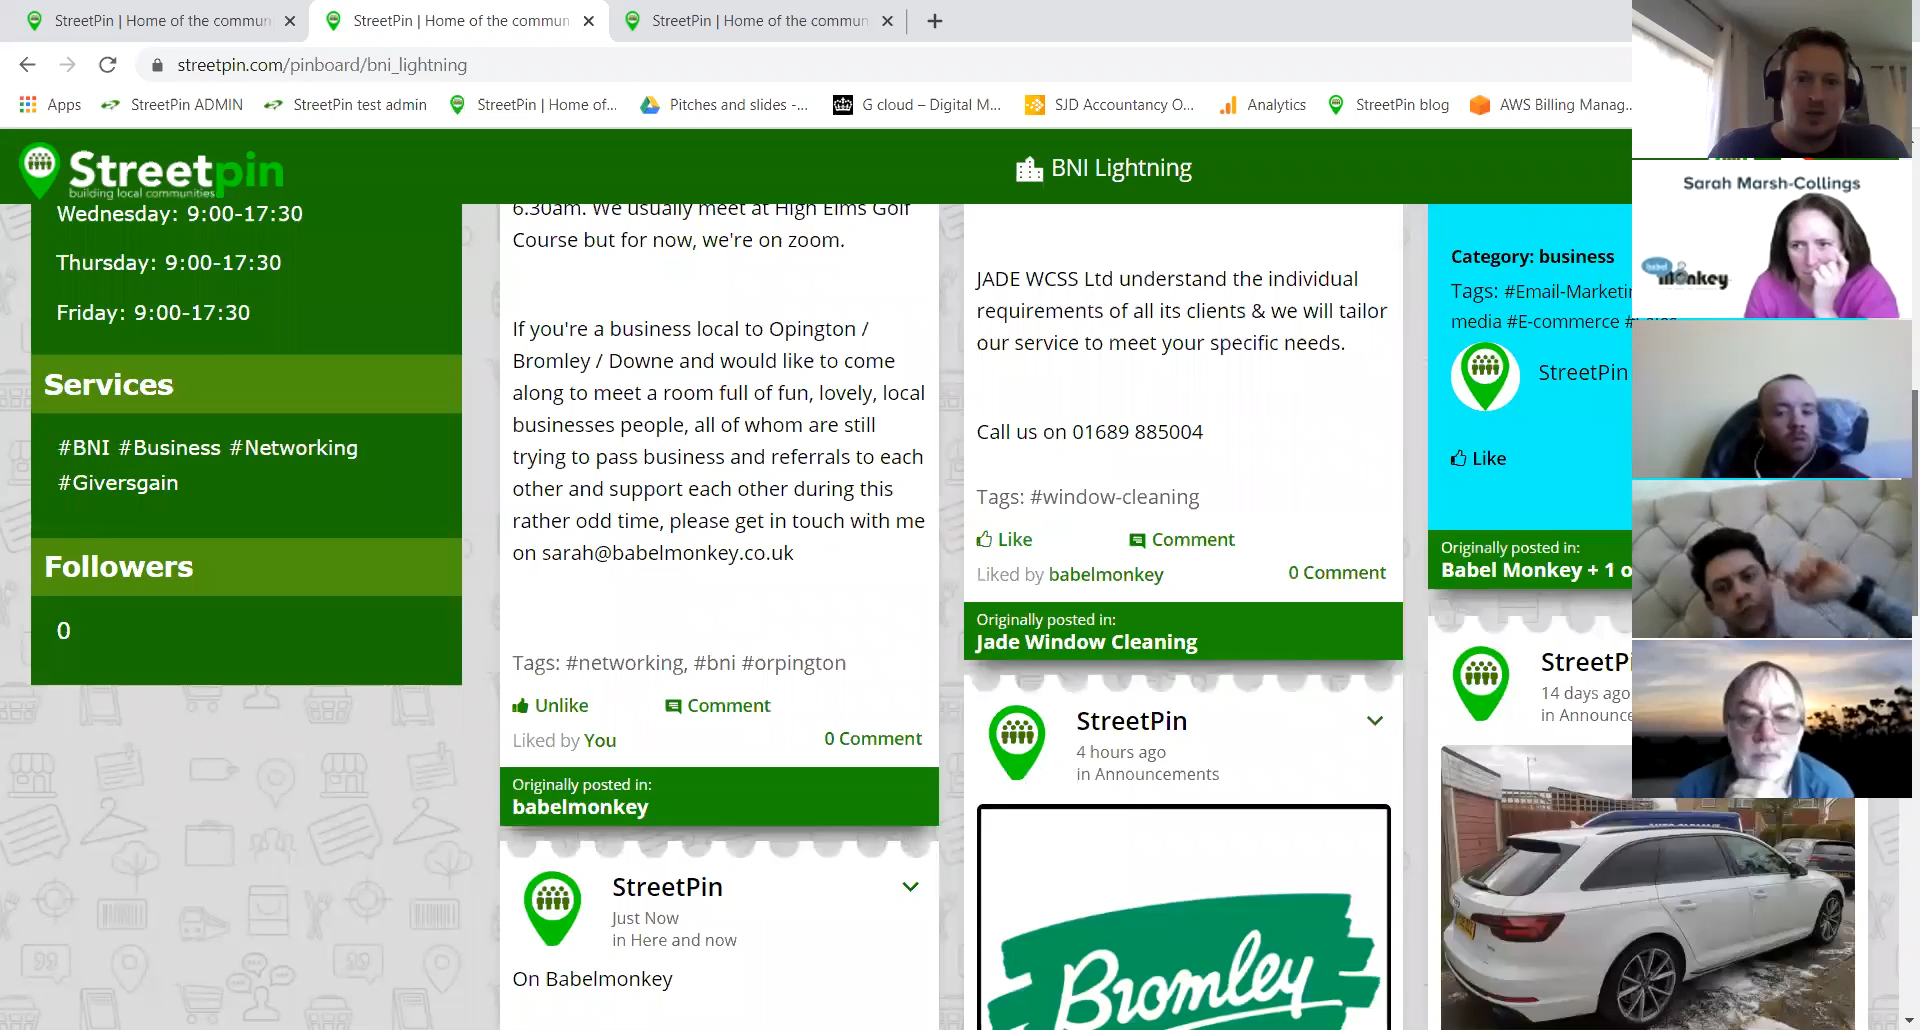 StreetPin | Home of the commun
StreetPin | Home of the commun
StreetPin | Home of the commun
streetpin.com/pinboard/bni_lightning
Apps
StreetPin ADMIN
StreetPin test admin
StreetPin | Home of...
Pitches and slides -...
G cloud – Digital M...
SJD Accountancy O...
Analytics
StreetPin blog
AWS Billing Manag...
Streetpin
building local communities
BNI Lightning
Wednesday: 9:00-17:30
Thursday: 9:00-17:30
Friday: 9:00-17:30
Services
#BNI #Business #Networking
#Giversgain
Followers
0
6.30am. We usually meet at High Elms Golf
Course but for now, we're on zoom.
If you're a business local to Opington /
Bromley / Downe and would like to come
along to meet a room full of fun, lovely, local
businesses people, all of whom are still
trying to pass business and referrals to each
other and support each other during this
rather odd time, please get in touch with me
on sarah@babelmonkey.co.uk
Tags: #networking, #bni #orpington
Unlike
Comment
Liked by You
0 Comment
Originally posted in:
babelmonkey
StreetPin
Just Now
in Here and now
On Babelmonkey
JADE WCSS Ltd understand the individual
requirements of all its clients & we will tailor
our service to meet your specific needs.
Call us on 01689 885004
Tags: #window-cleaning
Like
Comment
Liked by babelmonkey
0 Comment
Originally posted in:
Jade Window Cleaning
StreetPin
4 hours ago
in Announcements
Bromley
Category: business
Tags: #Email-Marketin
media #E-commerce
StreetPin
Like
Originally posted in:
Babel Monkey + 1 o
StreetPi
14 days ago
in Announce
Sarah Marsh-Collings
babel
monkey